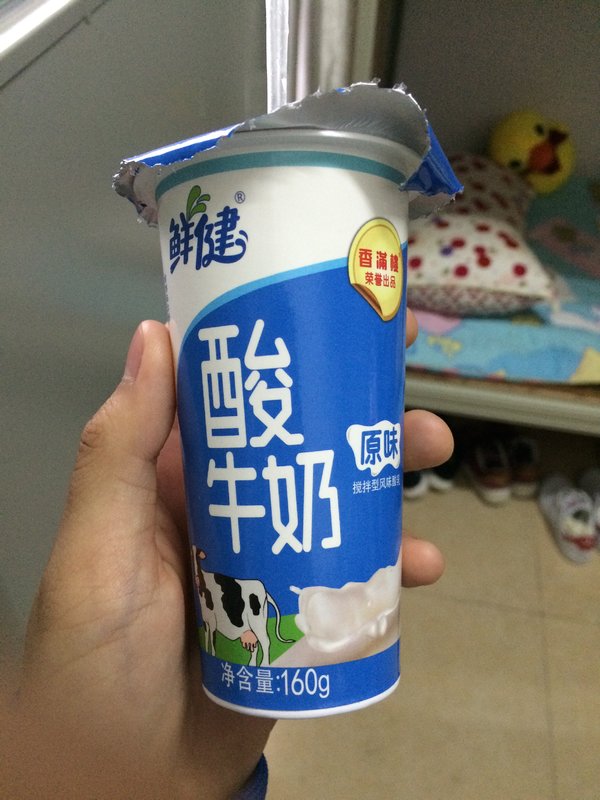 鲜健®
香满楼
荣誉出品
酸
牛奶
原味
搅拌型风味酸
净含量:160g